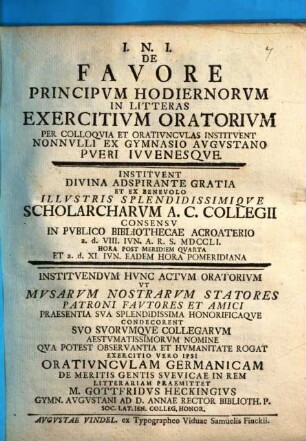 I. N. I.
DE
FAVORE
PRINCIPVM HODIERNORVM
IN LITTERAS
EXERCITIVM ORATORIVM
PER COLLOQVIA ET ORATIVNCVLAS INSTITVENT
NONNVLLI EX GYMNASIO AVGVSTANO
PVERI IVVENESQVE.
INSTITVENT
DIVINA ADSPIRANTE GRATIA
ET EX BENEVOLO
ILLVSTRIS SPLENDIDISSIMIQVE
SCHOLARCHARVM A. C. COLLEGII
CONSENSV
IN PVBLICO BIBLIOTHECAE ACROATERIO
a. d. VIII. IVN. A. R. S. MDCCLI.
HORA POST MERIDIEM QVARTA
ET a. d. XI. IVN. EADEM HORA POMERIDIANA
INSTITVENDVM HVNC ACTVM ORATORIVM
VT
MVSARVM NOSTRARVM STATORES
PATRONI FAVTORES ET AMICI
PRAESENTIA SVA SPLENDIDISSIMA HONORIFICAQVE
CONDECORENT
SVO SVORVMQVE COLLEGARVM
AESTVMATISSIMORVM NOMINE
QVA POTEST OBSERVANTIA ET HVMANITATE ROGAT
EXERCITIO VERO IPSI
ORATIVNCVLAM GERMANICAM
DE MERITIS GENTIS SVEVICAE IN REM
LITTERARIAM PRAEMITTET
M. GOTTFRIDVS HECKINGIVS
GYMN. AVGVSTANI AD D. ANNAE RECTOR BIBLIOTH. P.
SOC. LAT. IEN. COLLEG. HONOR.
AVGVSTAE VINDEL. ex Typographeo Viduae Samuelis Finckii.